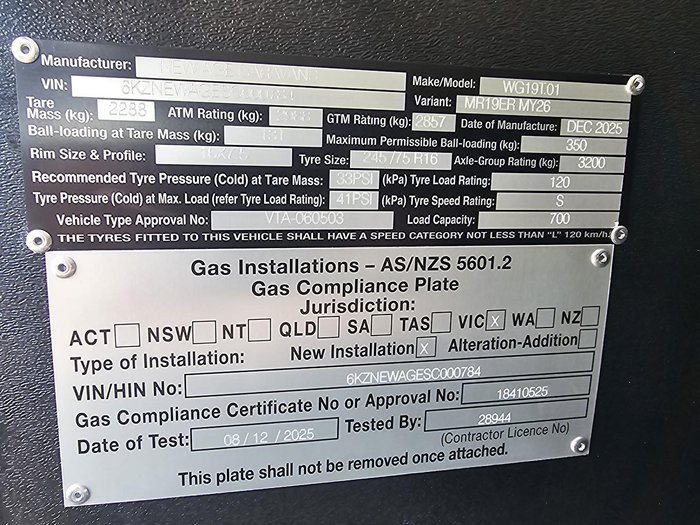 Manufacturer: NEWAGE CARAVANS
VIN: 6KZNEWAGESC000784 Make/Model: WG19T.01
Variant: MR19ER MY26
Tare Mass (kg): 2288 ATM Rating (kg): GTM Rating (kg): 2857 Date of Manufacture: DEC 2025
Ball-loading at Tare Mass (kg): Maximum Permissible Ball-loading (kg): 350
Rim Size & Profile: Tyre Size: 245/75 R16 Axle-Group Rating (kg): 3200
Recommended Tyre Pressure (Cold) at Tare Mass: 33PSI (kPa) Tyre Load Rating: 120
Tyre Pressure (Cold) at Max. Load (refer Tyre Load Rating): 41PSI (kPa) Tyre Speed Rating: S
Vehicle Type Approval No: VTA-060503 Load Capacity: 700
THE TYRES FITTED TO THIS VEHICLE SHALL HAVE A SPEED CATEGORY NOT LESS THAN "L" 120 km/h.
Gas Installations – AS/NZS 5601.2
Gas Compliance Plate
Jurisdiction:
ACT NSW NT QLD SA TAS VIC X WA NZ
Type of Installation: New Installation X Alteration-Addition
VIN/HIN No: 6KZNEWAGESC000784
Gas Compliance Certificate No or Approval No: 18410525
Date of Test: 08 / 12 / 2025 Tested By: 28944
(Contractor Licence No)
This plate shall not be removed once attached.